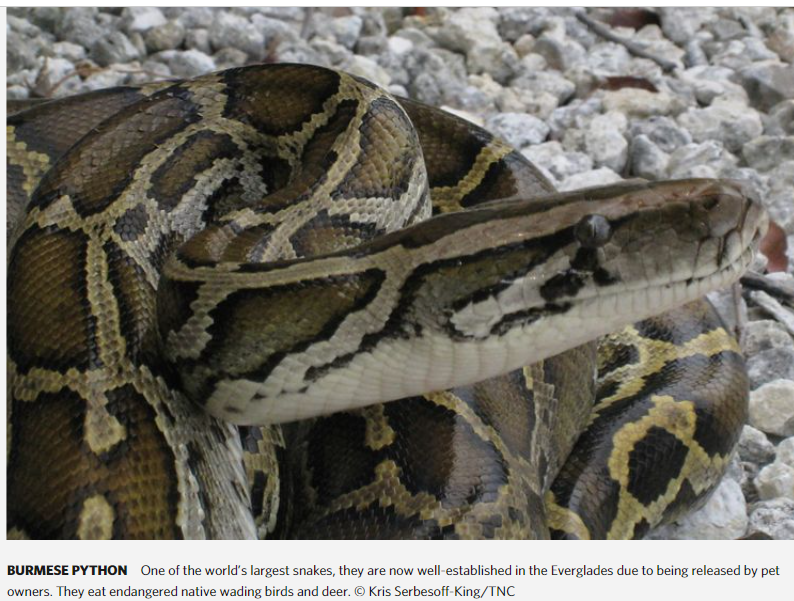 BURMESE PYTHON One of the world's largest snakes, they are now well-established in the Everglades due to being released by pet
owners. They eat endangered native wading birds and deer. © Kris Serbesoff-King/TNC